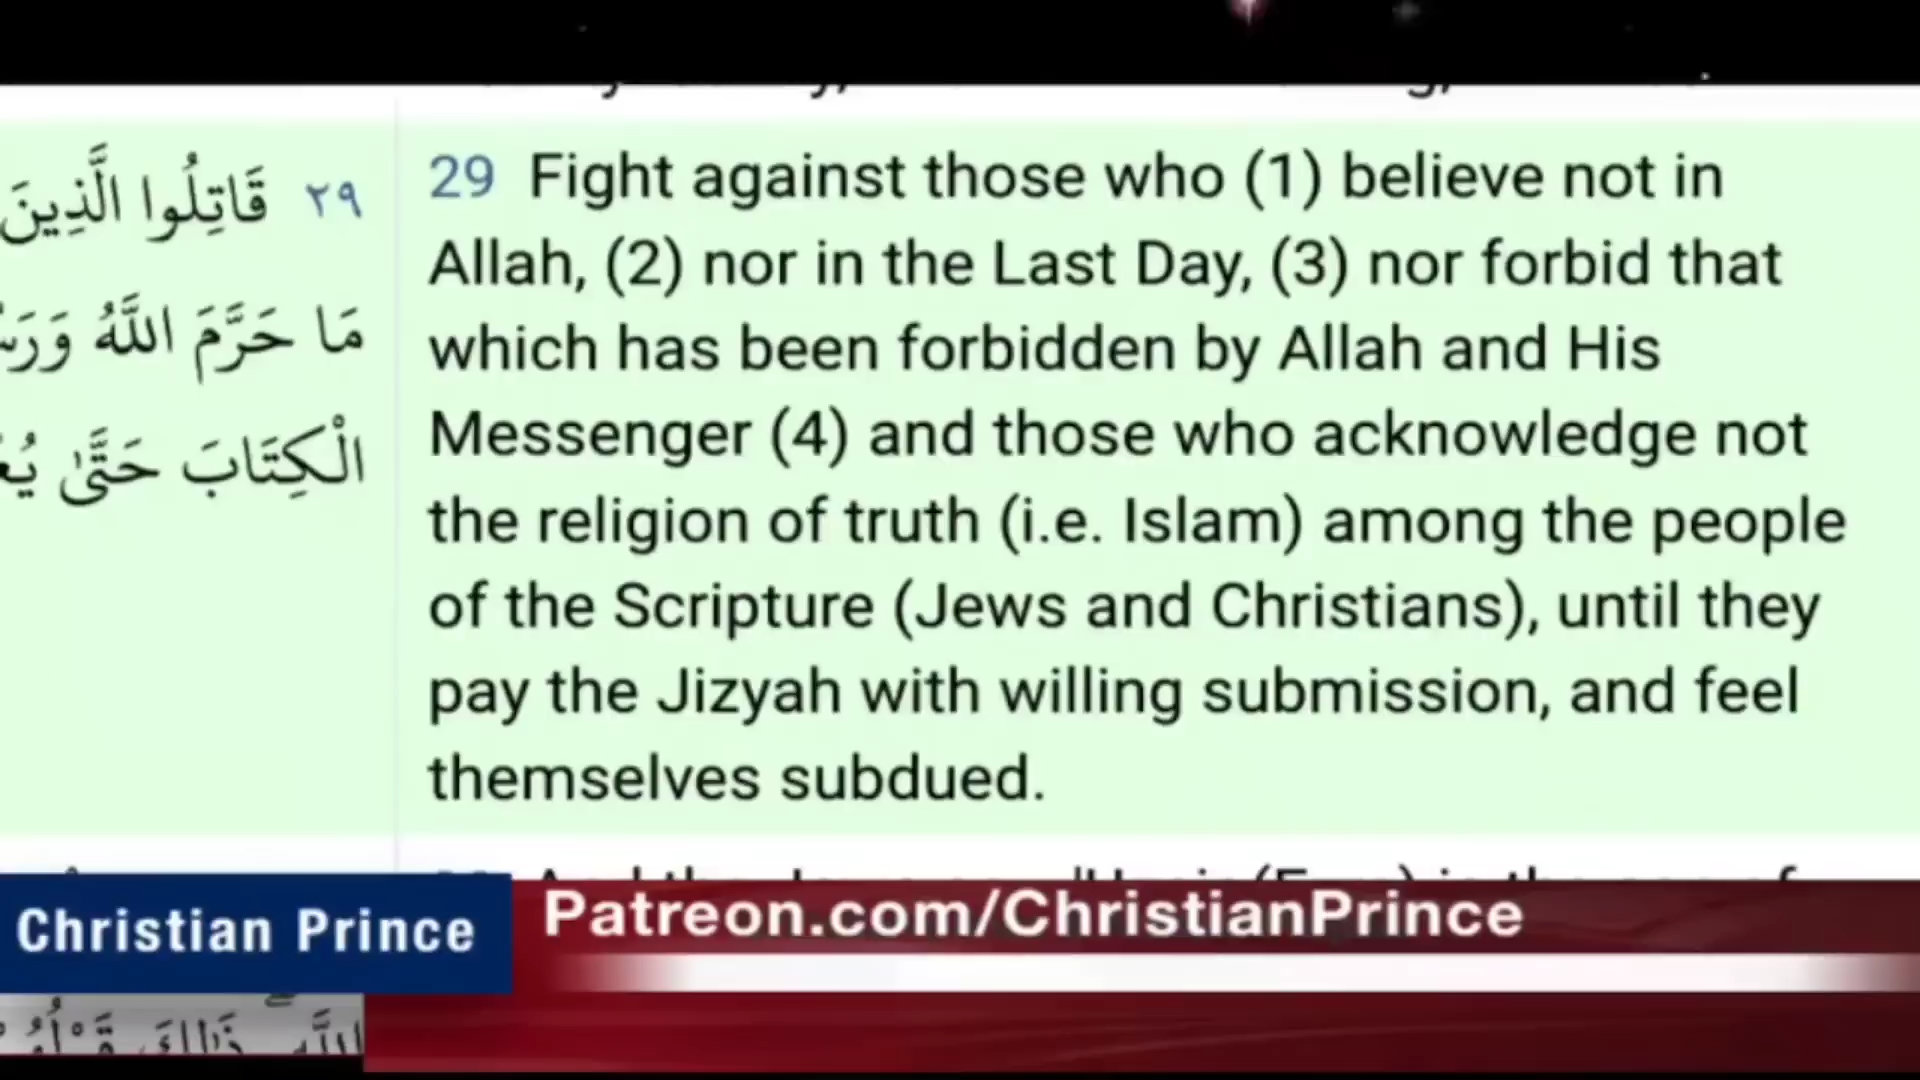 29 Fight against those who (1) believe not in
Allah, (2) nor in the Last Day, (3) nor forbid that
which has been forbidden by Allah and His
Messenger (4) and those who acknowledge not
the religion of truth (i.e. Islam) among the people
of the Scripture (Jews and Christians), until they
pay the Jizyah with willing submission, and feel
themselves subdued.
٢٩ قَاتِلُوا الَّذِينَ
مَا حَرَّمَ اللَّهُ
الْكِتَابَ حَتَّىٰ
Christian Prince
Patreon.com/ChristianPrince